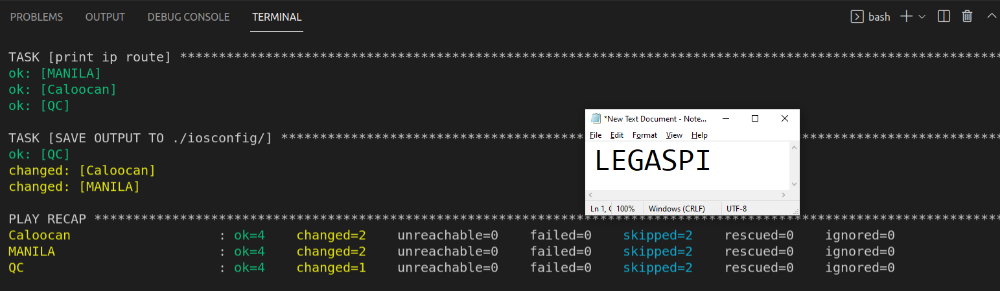 PROBLEMS OUTPUT DEBUG CONSOLE TERMINAL bash
TASK [print ip route] ****************************************************************************************************
ok: [MANILA]
ok: [Caloocan]
ok: [QC]
TASK [SAVE OUTPUT TO ./iosconfig/] ****************************************************************************************
ok: [QC]
changed: [Caloocan]
changed: [MANILA]
*New Text Document - Note...
File Edit Format View Help
LEGASPI
Ln 1, C 100% Windows (CRLF) UTF-8
PLAY RECAP ****************************************************************************************************************
Caloocan : ok=4 changed=2 unreachable=0 failed=0 skipped=2 rescued=0 ignored=0
MANILA : ok=4 changed=2 unreachable=0 failed=0 skipped=2 rescued=0 ignored=0
QC : ok=4 changed=1 unreachable=0 failed=0 skipped=2 rescued=0 ignored=0